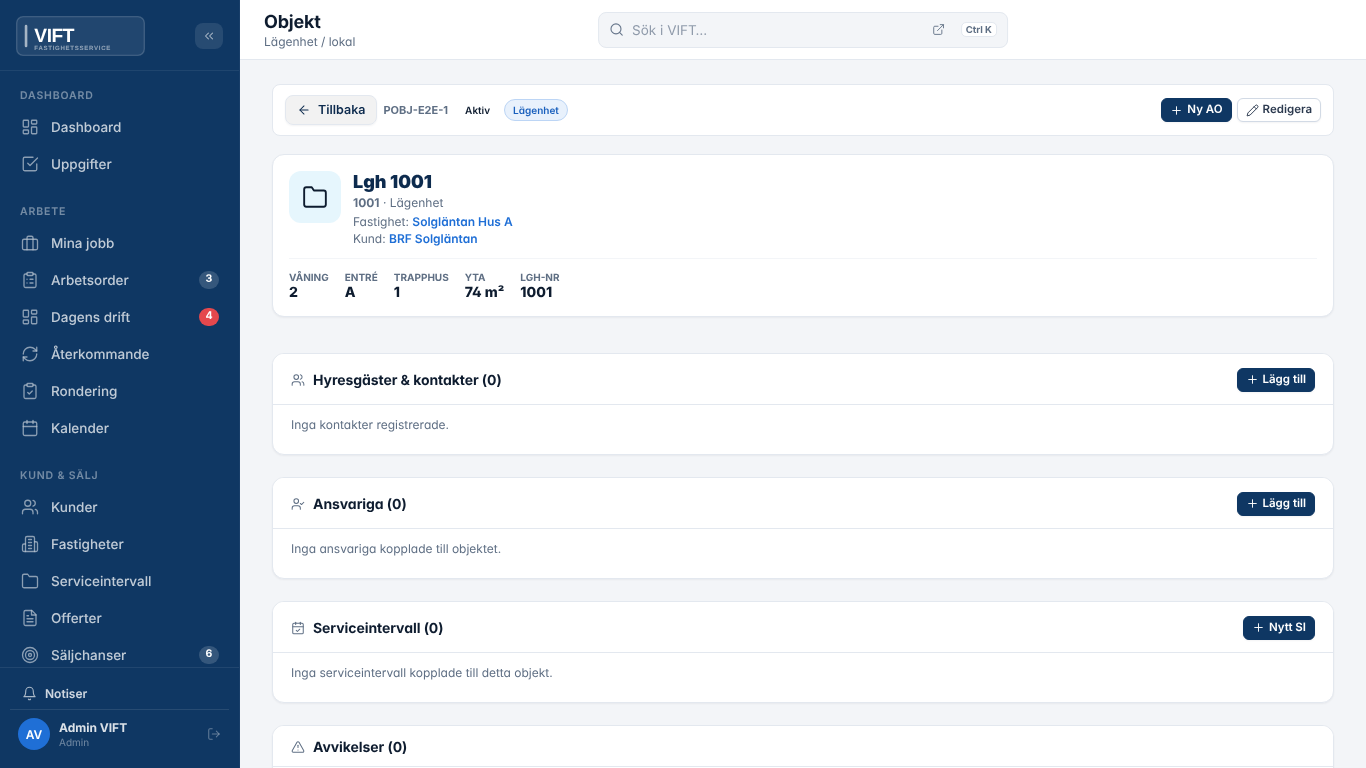 VIFT
FASTIGHETSSERVICE
DASHBOARD
Dashboard
Uppgifter
ARBETE
Mina jobb
Arbetsorder 3
Dagens drift 4
Återkommande
Rondering
Kalender
KUND & SÄLJ
Kunder
Fastigheter
Serviceintervall
Offerter
Säljchanser 6
Notiser
AV
Admin VIFT
Admin
Objekt
Lägenhet / lokal
Sök i VIFT...
Ctrl K
Tillbaka POBJ-E2E-1 Aktiv Lägenhet
Ny AO Redigera
Lgh 1001
1001 · Lägenhet
Fastighet: Solgläntan Hus A
Kund: BRF Solgläntan
VÅNING ENTRÉ TRAPPHUS YTA LGH-NR
2 A 1 74 m² 1001
Hyresgäster & kontakter (0) Lägg till
Inga kontakter registrerade.
Ansvariga (0) Lägg till
Inga ansvariga kopplade till objektet.
Serviceintervall (0) Nytt SI
Inga serviceintervall kopplade till detta objekt.
Avvikelser (0)